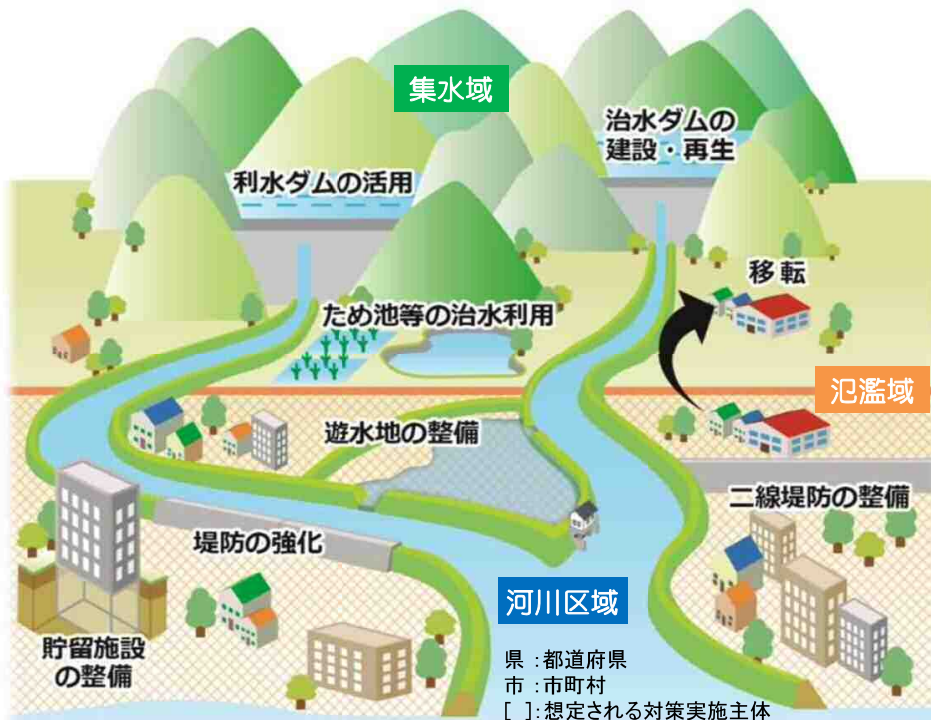 集水域
治水ダムの
建設・再生
利水ダムの活用
移転
ため池等の治水利用
氾濫域
遊水地の整備
二線堤防の整備
堤防の強化
河川区域
貯留施設
の整備
県：都道府県
市：市町村
[ ]：想定される対策実施主体